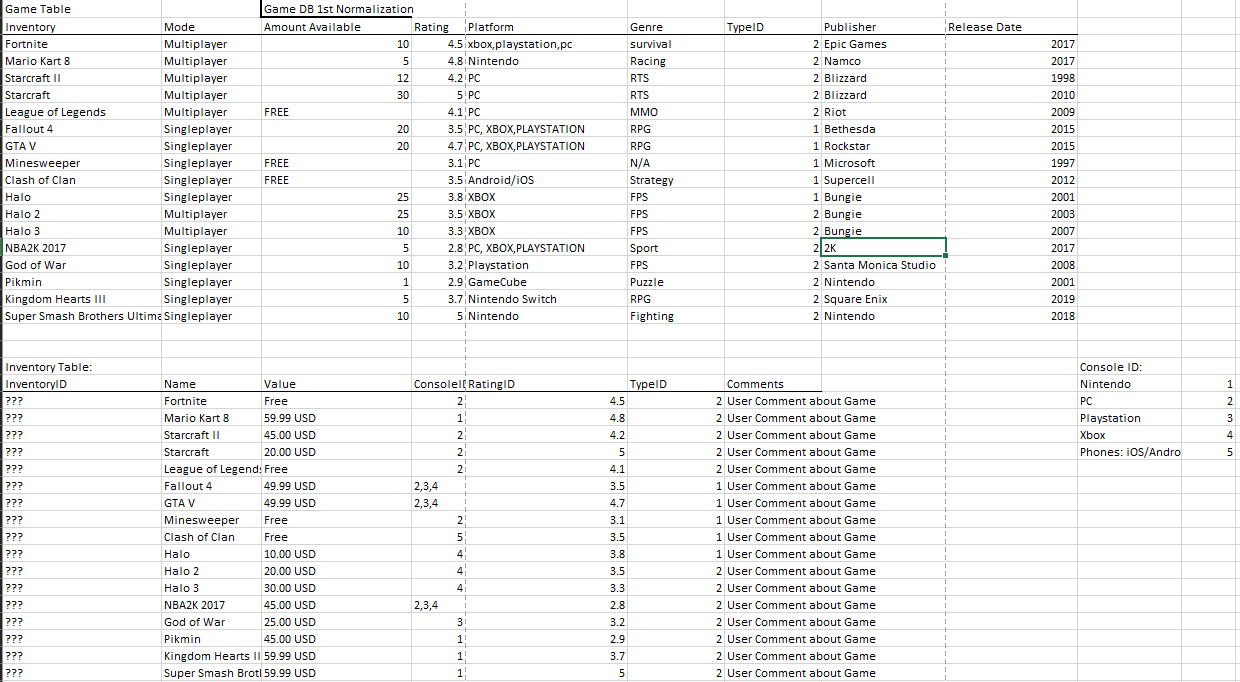 Game Table Game DB 1st Normalization
Inventory Mode Amount Available Rating Platform Genre TypeID Publisher Release Date
Fortnite Multiplayer 10 4.5 xbox,playstation,pc survival 2 Epic Games 2017
Mario Kart 8 Multiplayer 5 4.8 Nintendo Racing 2 Namco 2017
Starcraft II Multiplayer 12 4.2 PC RTS 2 Blizzard 1998
Starcraft Multiplayer 30 5 PC RTS 2 Blizzard 2010
League of Legends Multiplayer FREE 4.1 PC MMO 2 Riot 2009
Fallout 4 Singleplayer 20 3.5 PC, XBOX,PLAYSTATION RPG 1 Bethesda 2015
GTA V Singleplayer 20 4.7 PC, XBOX,PLAYSTATION RPG 1 Rockstar 2015
Minesweeper Singleplayer FREE 3.1 PC N/A 1 Microsoft 1997
Clash of Clan Singleplayer FREE 3.5 Android/iOS Strategy 1 Supercell 2012
Halo Singleplayer 25 3.8 XBOX FPS 1 Bungie 2001
Halo 2 Multiplayer 25 3.5 XBOX FPS 2 Bungie 2003
Halo 3 Multiplayer 10 3.3 XBOX FPS 2 Bungie 2007
NBA2K 2017 Singleplayer 5 2.8 PC, XBOX,PLAYSTATION Sport 2 2K 2017
God of War Singleplayer 10 3.2 Playstation FPS 2 Santa Monica Studio 2008
Pikmin Singleplayer 1 2.9 GameCube Puzzle 2 Nintendo 2001
Kingdom Hearts III Singleplayer 5 3.7 Nintendo Switch RPG 2 Square Enix 2019
Super Smash Brothers Ultima Singleplayer 10 5 Nintendo Fighting 2 Nintendo 2018
Inventory Table: Console ID:
InventoryID Name Value ConsoleID RatingID TypeID Comments Nintendo 1
??? Fortnite Free 2 4.5 2 User Comment about Game PC 2
??? Mario Kart 8 59.99 USD 1 4.8 2 User Comment about Game Playstation 3
??? Starcraft II 45.00 USD 2 4.2 2 User Comment about Game Xbox 4
??? Starcraft 20.00 USD 2 5 2 User Comment about Game Phones: iOS/Andro 5
??? League of Legends Free 2 4.1 2 User Comment about Game
??? Fallout 4 49.99 USD 2,3,4 3.5 1 User Comment about Game
??? GTA V 49.99 USD 2,3,4 4.7 1 User Comment about Game
??? Minesweeper Free 2 3.1 1 User Comment about Game
??? Clash of Clan Free 5 3.5 1 User Comment about Game
??? Halo 10.00 USD 4 3.8 1 User Comment about Game
??? Halo 2 20.00 USD 4 3.5 2 User Comment about Game
??? Halo 3 30.00 USD 4 3.3 2 User Comment about Game
??? NBA2K 2017 45.00 USD 2,3,4 2.8 2 User Comment about Game
??? God of War 25.00 USD 3 3.2 2 User Comment about Game
??? Pikmin 45.00 USD 1 2.9 2 User Comment about Game
??? Kingdom Hearts II 59.99 USD 1 3.7 2 User Comment about Game
??? Super Smash Brot 59.99 USD 1 5 2 User Comment about Game